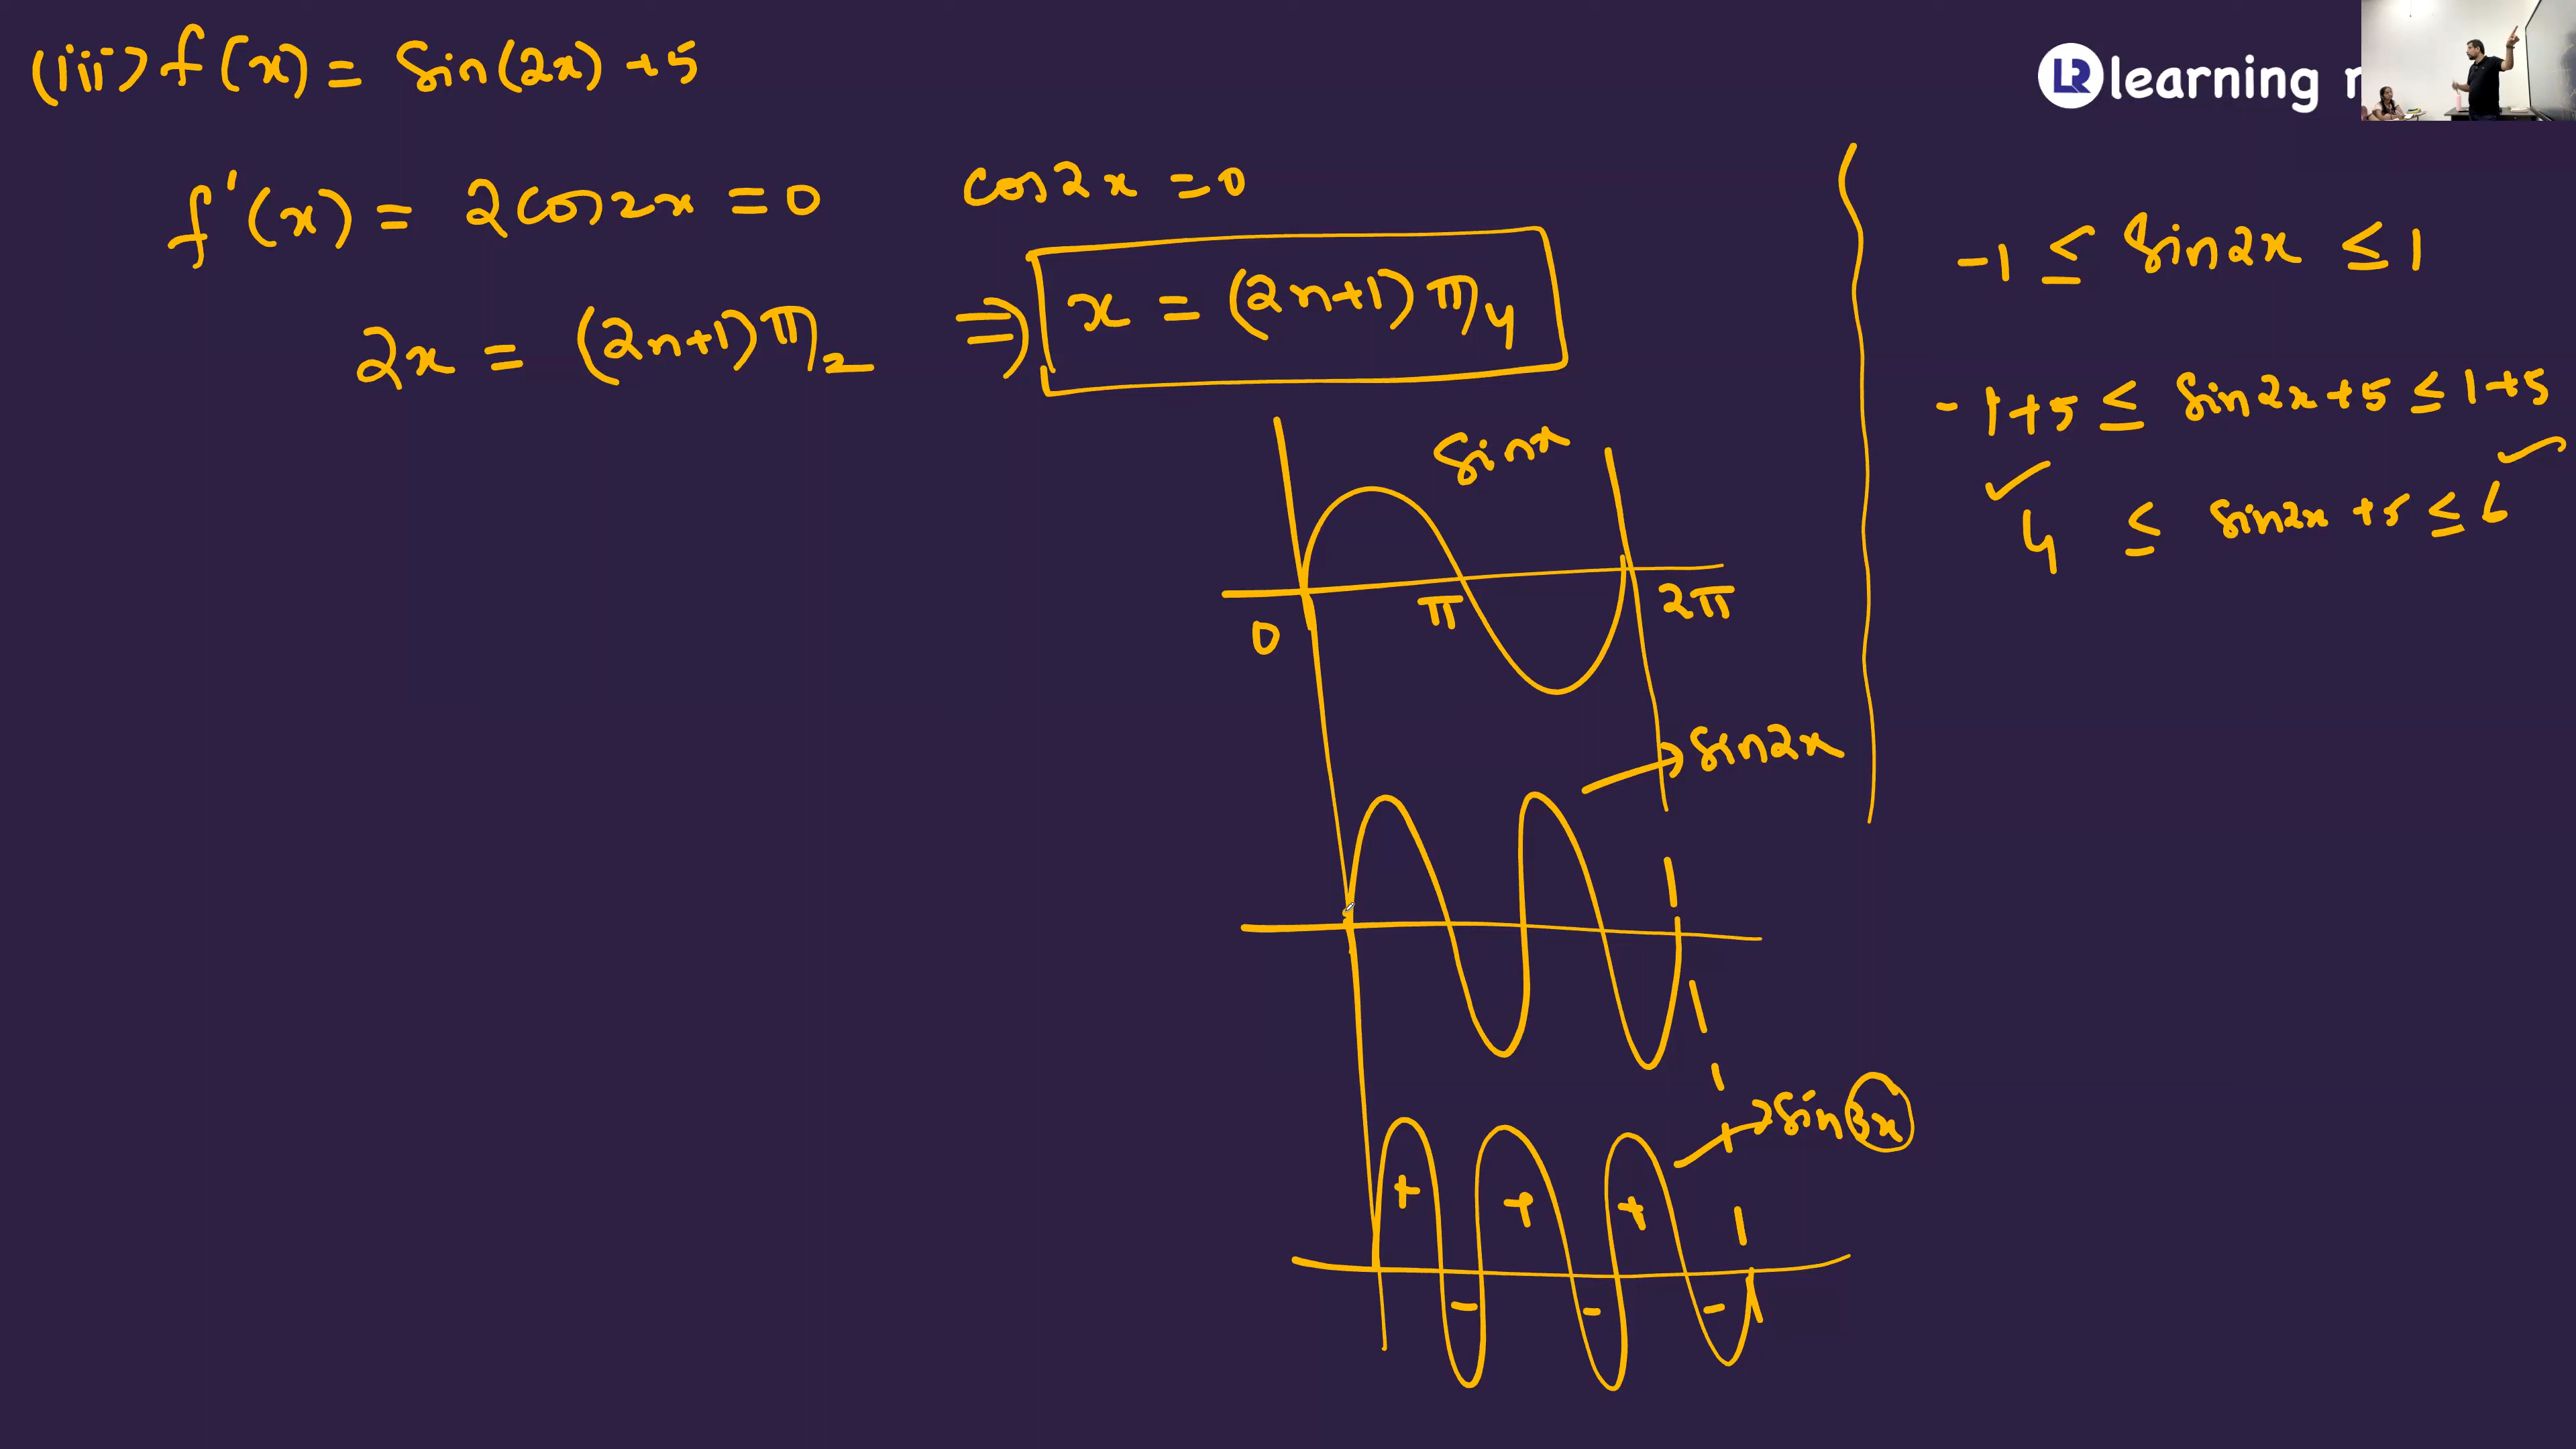 (iii) f(x) = sin(2x) +5
LR learning
f'(x) = 2cos2x = 0
cos2x = 0
2x = (2n+1)π/2
⇒ x = (2n+1)π/4
-1 ≤ sin2x ≤ 1
-1+5 ≤ sin2x+5 ≤ 1+5
4 ≤ sin2x +5 ≤ 6
sinx
0 π 2π
→ sin2x
→ sin3x
+ + +
- - -